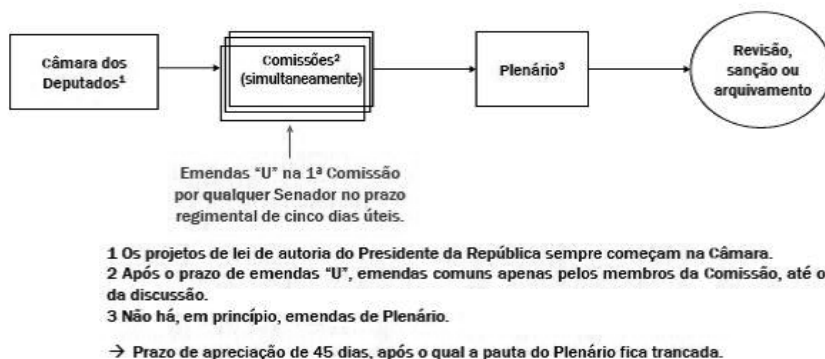 Câmara dos
Deputados¹
Comissões²
(simultaneamente)
Plenário³
Revisão,
sanção ou
arquivamento
Emendas “U” na 1ª Comissão
por qualquer Senador no prazo
regimental de cinco dias úteis.
1 Os projetos de lei de autoria do Presidente da República sempre começam na Câmara.
2 Após o prazo de emendas “U”, emendas comuns apenas pelos membros da Comissão, até o
da discussão.
3 Não há, em princípio, emendas de Plenário.
→ Prazo de apreciação de 45 dias, após o qual a pauta do Plenário fica trancada.